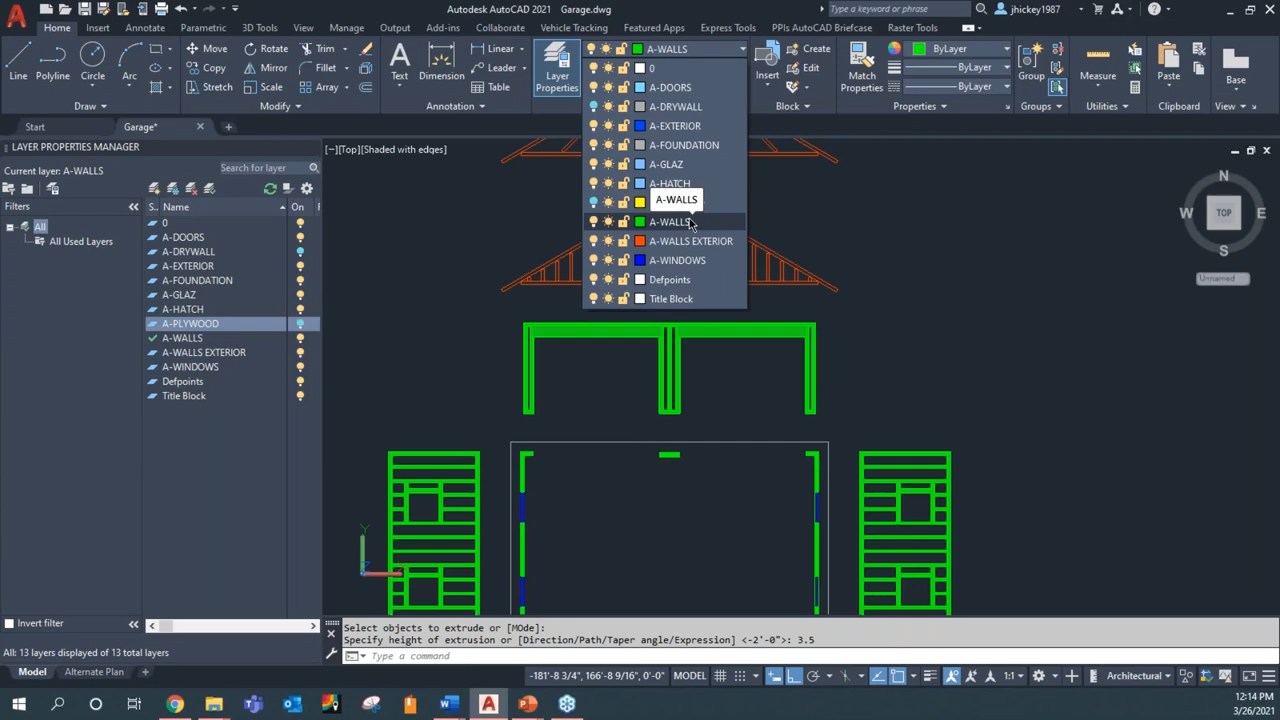 Autodesk AutoCAD 2021 Garage.dwg
Type a keyword or phrase
jhickey1987
Home Insert Annotate Parametric 3D Tools View Manage Output Add-ins Collaborate Vehicle Tracking Featured Apps Express Tools PPIs AutoCAD Briefcase Raster Tools
Line
Polyline
Circle
Arc
Draw
Move
Rotate
Trim
Copy
Mirror
Fillet
Stretch
Scale
Array
Modify
Text
Dimension
Linear
Leader
Table
Annotation
Layer
Properties
A-WALLS
0
A-DOORS
A-DRYWALL
A-EXTERIOR
A-FOUNDATION
A-GLAZ
A-HATCH
A-WALLS
A-WALLS
A-WALLS EXTERIOR
A-WINDOWS
Defpoints
Title Block
Insert
Create
Edit
Block
Match
Properties
ByLayer
ByLayer
ByLayer
Properties
Group
Groups
Measure
Utilities
Paste
Clipboard
Base
View
Start
Garage*
LAYER PROPERTIES MANAGER
Current layer: A-WALLS
Search for layer
Filters
All
All Used Layers
S.. Name On
0
A-DOORS
A-DRYWALL
A-EXTERIOR
A-FOUNDATION
A-GLAZ
A-HATCH
A-PLYWOOD
A-WALLS
A-WALLS EXTERIOR
A-WINDOWS
Defpoints
Title Block
Invert filter
All: 13 layers displayed of 13 total layers
[−][Top][Shaded with edges]
N
W TOP E
S
Unnamed
Y
Select objects to extrude or [MOde]:
Specify height of extrusion or [Direction/Path/Taper angle/Expression] <-2'-0">: 3.5
Type a command
Model
Alternate Plan
-181'-8 3/4", 166'-8 9/16", 0'-0"
MODEL
1:1
Architectural
12:14 PM
3/26/2021